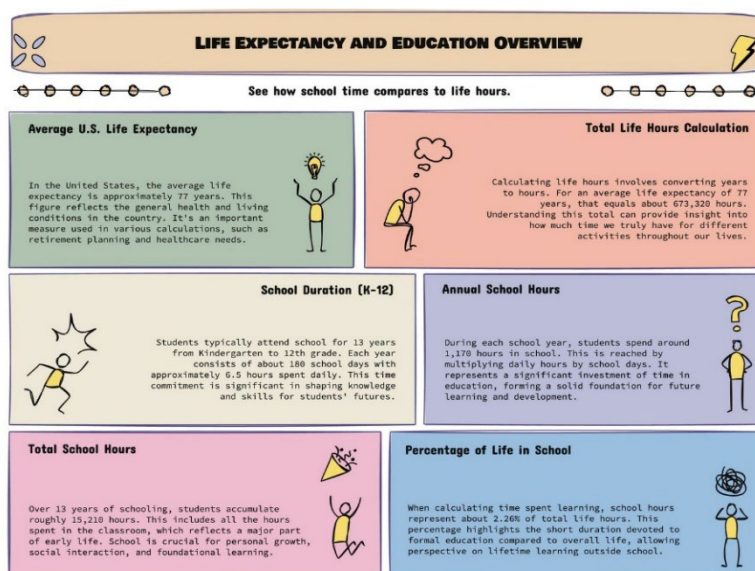 LIFE EXPECTANCY AND EDUCATION OVERVIEW
See how school time compares to life hours.
Average U.S. Life Expectancy
In the United States, the average life
expectancy is approximately 77 years. This
figure reflects the general health and living
conditions in the country. It's an important
measure used in various calculations, such as
retirement planning and healthcare needs.
Total Life Hours Calculation
Calculating life hours involves converting years
to hours. For an average life expectancy of 77
years, that equals about 673,320 hours.
Understanding this total can provide insight into
how much time we truly have for different
activities throughout our lives.
School Duration (K-12)
Students typically attend school for 13 years
from Kindergarten to 12th grade. Each year
consists of about 180 school days with
approximately 6.5 hours spent daily. This time
commitment is significant in shaping knowledge
and skills for students' futures.
Annual School Hours
During each school year, students spend around
1,170 hours in school. This is reached by
multiplying daily hours by school days. It
represents a significant investment of time in
education, forming a solid foundation for future
learning and development.
Total School Hours
Over 13 years of schooling, students accumulate
roughly 15,210 hours. This includes all the hours
spent in the classroom, which reflects a major part
of early life. School is crucial for personal growth,
social interaction, and foundational learning.
Percentage of Life in School
When calculating time spent learning, school hours
represent about 2.26% of total life hours. This
percentage highlights the short duration devoted to
formal education compared to overall life, allowing
perspective on lifetime learning outside school.